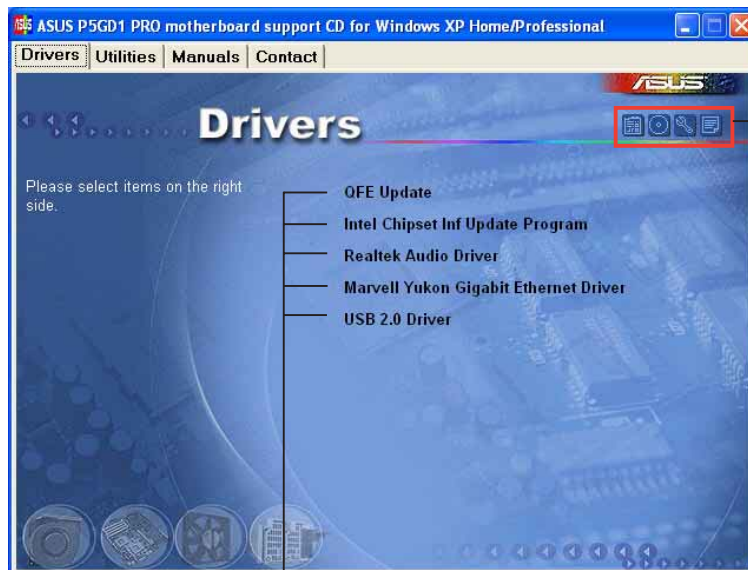 ASUS P5GD1 PRO motherboard support CD for Windows XP Home/Professional
Drivers Utilities Manuals Contact
ASUS
Drivers
Please select items on the right
side.
QFE Update
Intel Chipset Inf Update Program
Realtek Audio Driver
Marvell Yukon Gigabit Ethernet Driver
USB 2.0 Driver